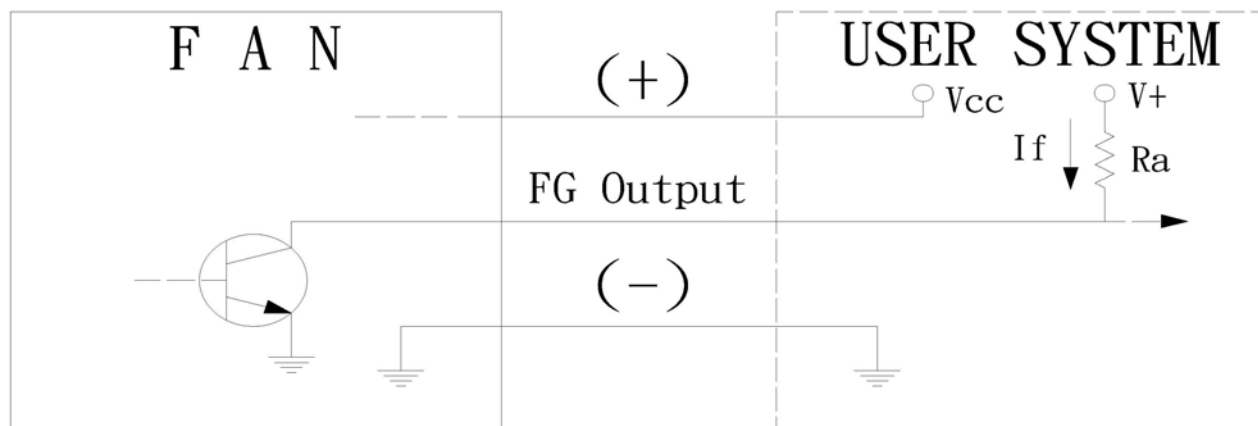 F A N
USER SYSTEM
(+)
Vcc
V+
If
Ra
FG Output
(-)